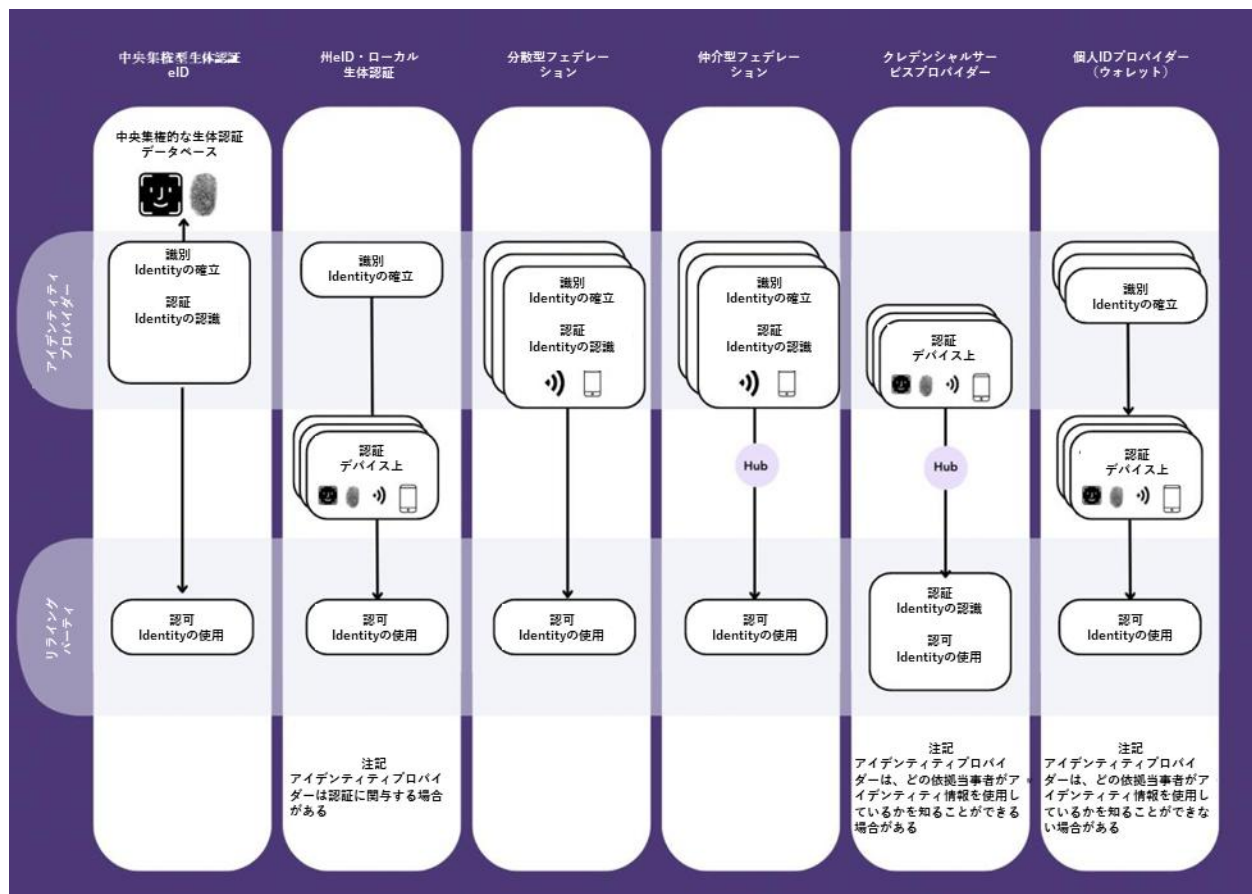 中央集権型生体認証
eID
州eID・ローカル
生体認証
分散型フェデレー
ション
仲介型フェデレー
ション
クレデンシャルサー
ビスプロバイダー
個人IDプロバイダー
（ウォレット）
中央集権的な生体認証
データベース
アイデンティティ
プロバイダー
識別
Identityの確立
認証
Identityの認識
識別
Identityの確立
認証
デバイス上
識別
Identityの確立
認証
Identityの認識
識別
Identityの確立
認証
Identityの認識
Hub
認証
デバイス上
Hub
識別
Identityの確立
認証
デバイス上
リライング
パーティ
認可
Identityの使用
認可
Identityの使用
認可
Identityの使用
認可
Identityの使用
認証
Identityの認識
認可
Identityの使用
認可
Identityの使用
注記
アイデンティティプロバイ
ダーは認証に関与する場合
がある
注記
アイデンティティプロバイ
ダーは、どの依拠当事者がア
イデンティティ情報を使用し
ているかを知ることができる
場合がある
注記
アイデンティティプロバイ
ダーは、どの依拠当事者がア
イデンティティ情報を使用し
ているかを知ることができな
い場合がある